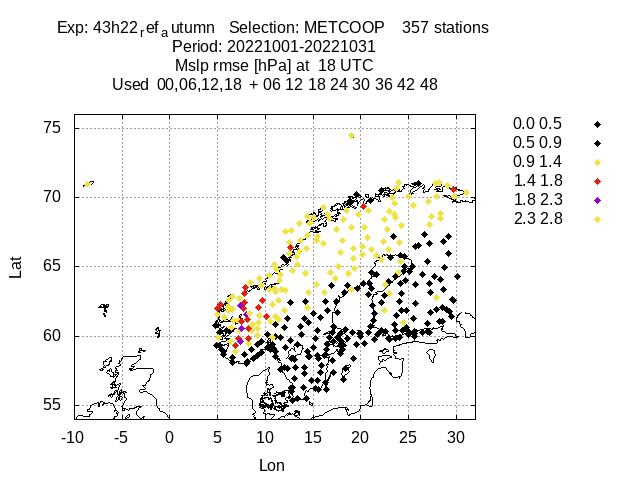 Exp: 43h22refautumn   Selection: METCOOP    357 stations
Period: 20221001-20221031
Mslp rmse [hPa] at  18 UTC
Used  00,06,12,18  + 06 12 18 24 30 36 42 48
0.0 0.5
0.5 0.9
0.9 1.4
1.4 1.8
1.8 2.3
2.3 2.8
75
70
65
60
55
Lat
-10 -5 0 5 10 15 20 25 30
Lon